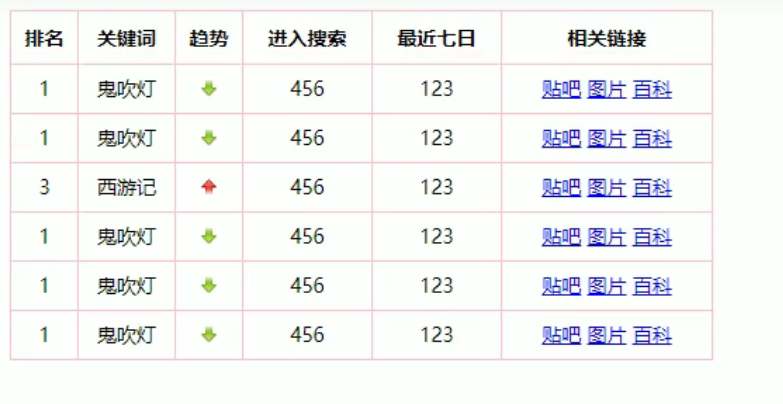 排名 关键词 趋势 进入搜索 最近七日 相关链接
1 鬼吹灯 456 123 贴吧 图片 百科
1 鬼吹灯 456 123 贴吧 图片 百科
3 西游记 456 123 贴吧 图片 百科
1 鬼吹灯 456 123 贴吧 图片 百科
1 鬼吹灯 456 123 贴吧 图片 百科
1 鬼吹灯 456 123 贴吧 图片 百科